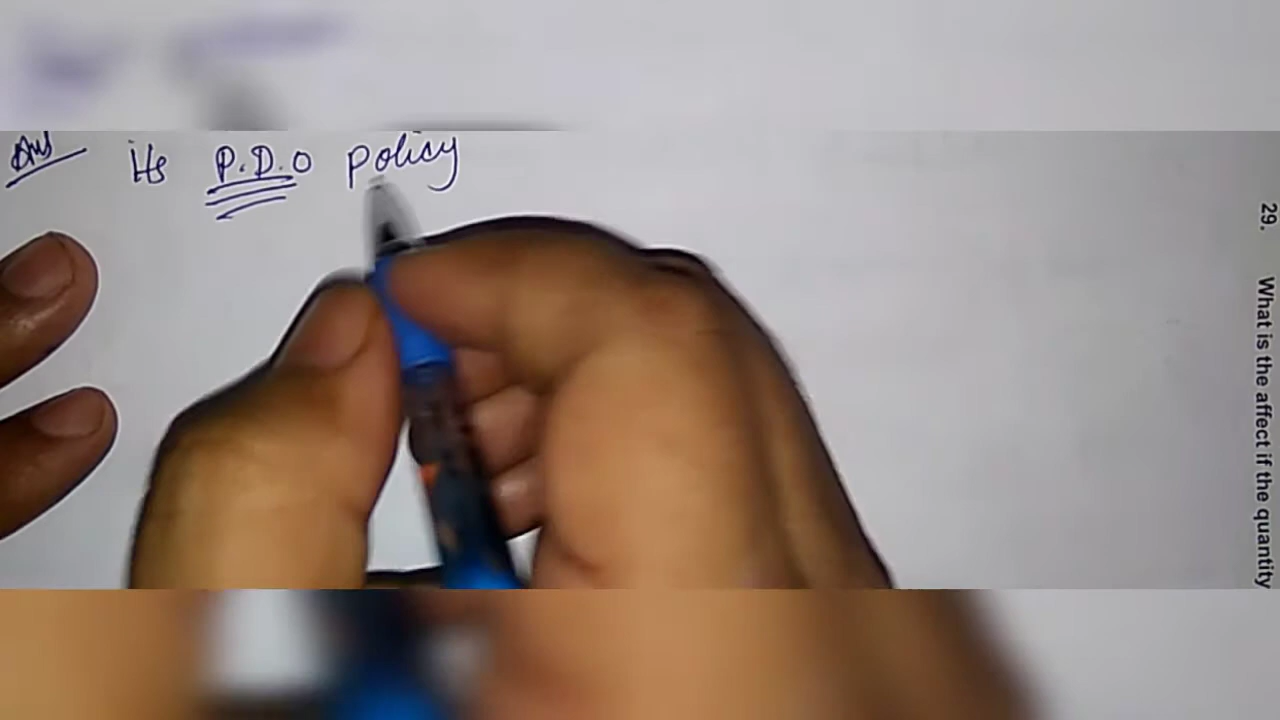 Ans its P.D.O Policy
29. What is the affect if the quantity